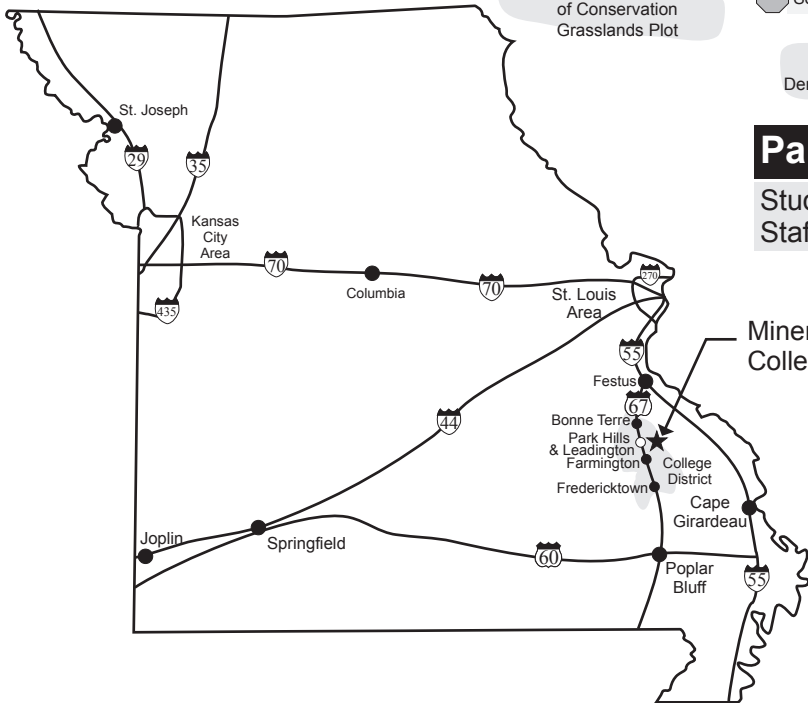 of Conservation
Grasslands Plot
St. Joseph
29
35
Kansas
City
Area
70
Columbia
70
270
St. Louis
Area
435
55
Festus
67
44
Bonne Terre
Park Hills
& Leadington
Farmington
College
District
Fredericktown
Cape
Girardeau
Joplin
Springfield
60
Poplar
Bluff
55
Der
Pa
Stud
Staf
Miner
Colle